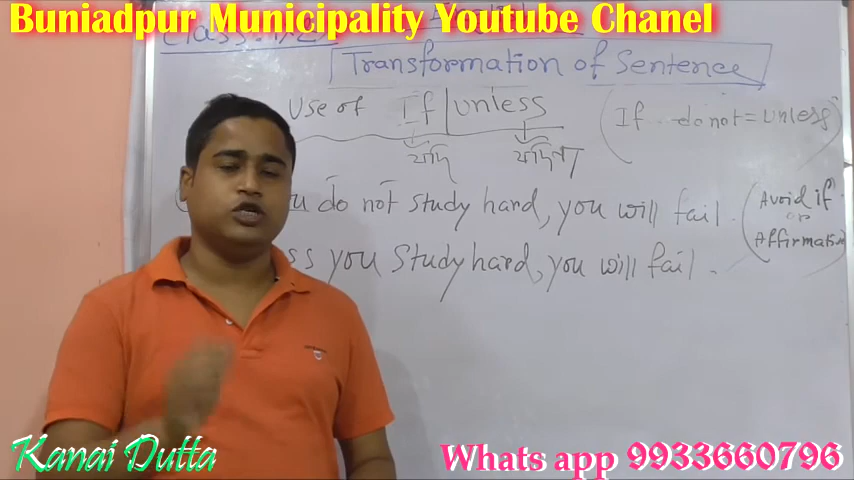 Buniadpur Municipality Youtube Chanel
Class:
Transformation of Sentence
Use of If | unless
(If... do not = unless)
যদি যদিনা
u do not study hard, you will fail. (Avoid if
or
Affirmative)
ss you study hard, you will fail.
Kanai Dutta
Whats app 9933660796